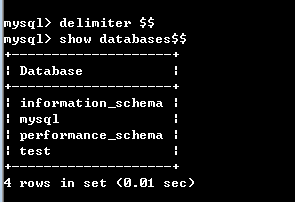 mysql> delimiter $$
mysql> show databases$$
+--------------------+
| Database           |
+--------------------+
| information_schema |
| mysql              |
| performance_schema |
| test               |
+--------------------+
4 rows in set (0.01 sec)